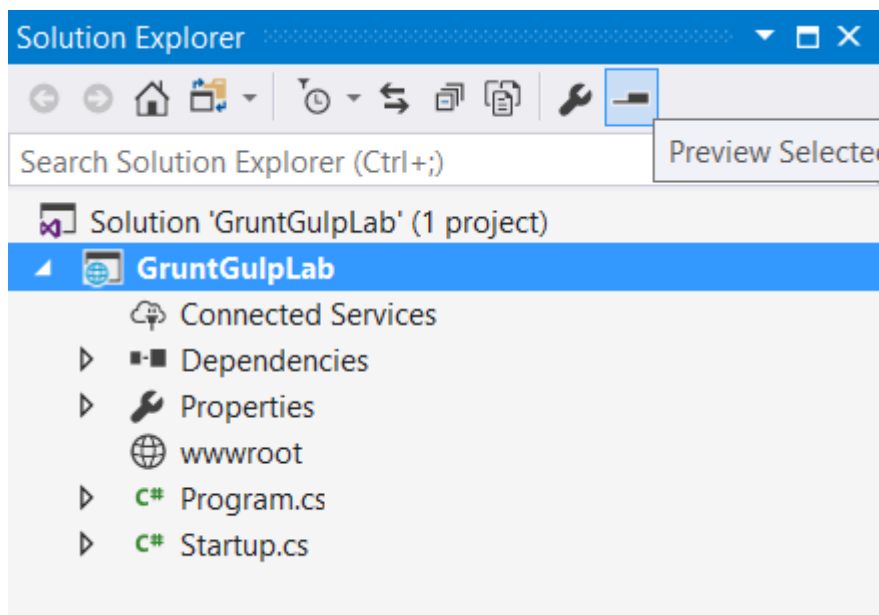 Solution Explorer
Search Solution Explorer (Ctrl+;)
Preview Selected
Solution 'GruntGulpLab' (1 project)
GruntGulpLab
Connected Services
Dependencies
Properties
wwwroot
C# Program.cs
C# Startup.cs